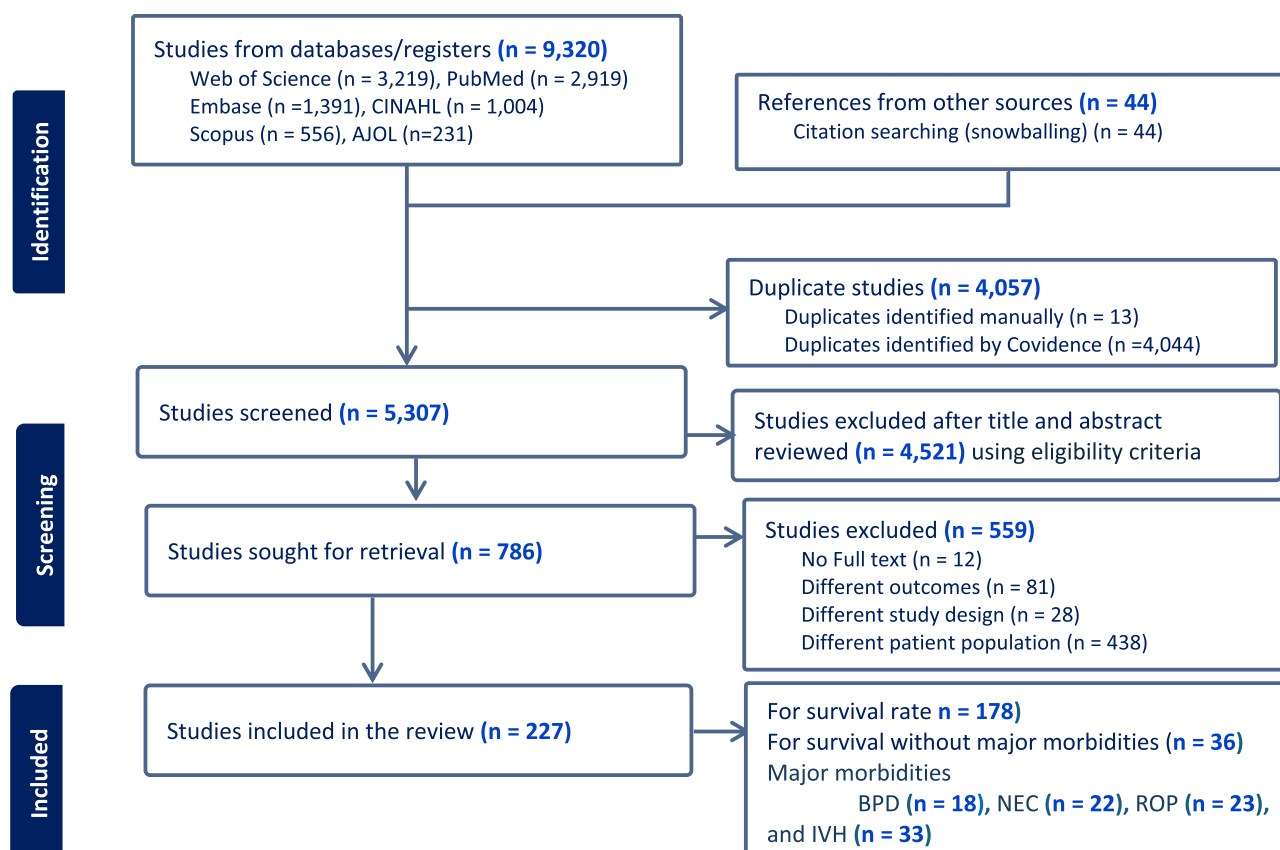 Identification
Studies from databases/registers (n = 9,320)
Web of Science (n = 3,219), PubMed (n = 2,919)
Embase (n =1,391), CINAHL (n = 1,004)
Scopus (n = 556), AJOL (n=231)
References from other sources (n = 44)
Citation searching (snowballing) (n = 44)
Duplicate studies (n = 4,057)
Duplicates identified manually (n = 13)
Duplicates identified by Covidence (n =4,044)
Screening
Studies screened (n = 5,307)
Studies excluded after title and abstract
reviewed (n = 4,521) using eligibility criteria
Studies sought for retrieval (n = 786)
Studies excluded (n = 559)
No Full text (n = 12)
Different outcomes (n = 81)
Different study design (n = 28)
Different patient population (n = 438)
Included
Studies included in the review (n = 227)
For survival rate n = 178)
For survival without major morbidities (n = 36)
Major morbidities
BPD (n = 18), NEC (n = 22), ROP (n = 23),
and IVH (n = 33)